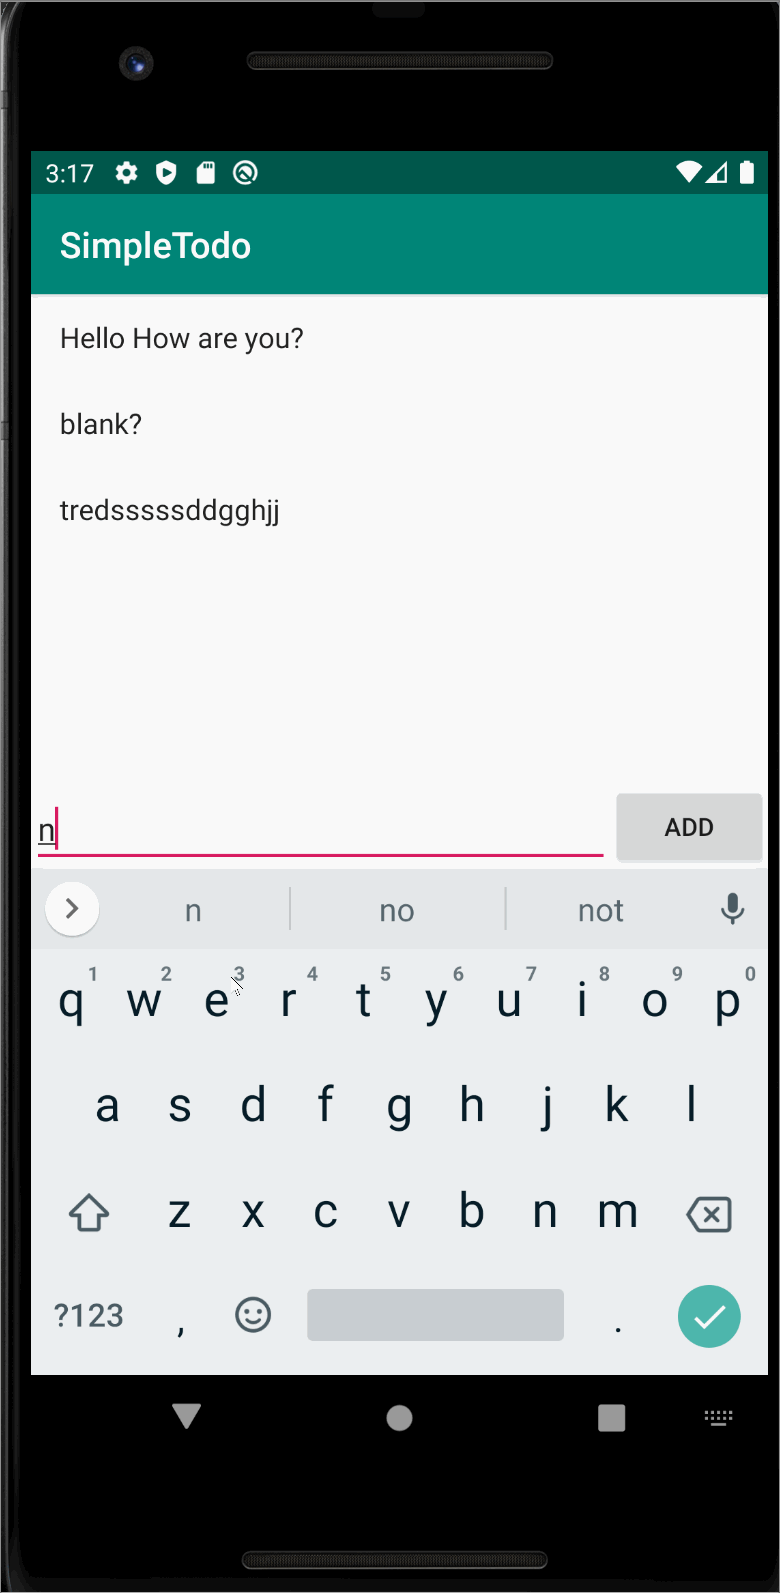 3:17
SimpleTodo
Hello How are you?
blank?
tredsssssddgghjj
n
ADD
n no not
1 2 3 4 5 6 7 8 9 0
q w e r t y u i o p
a s d f g h j k l
z x c v b n m
?123 , .